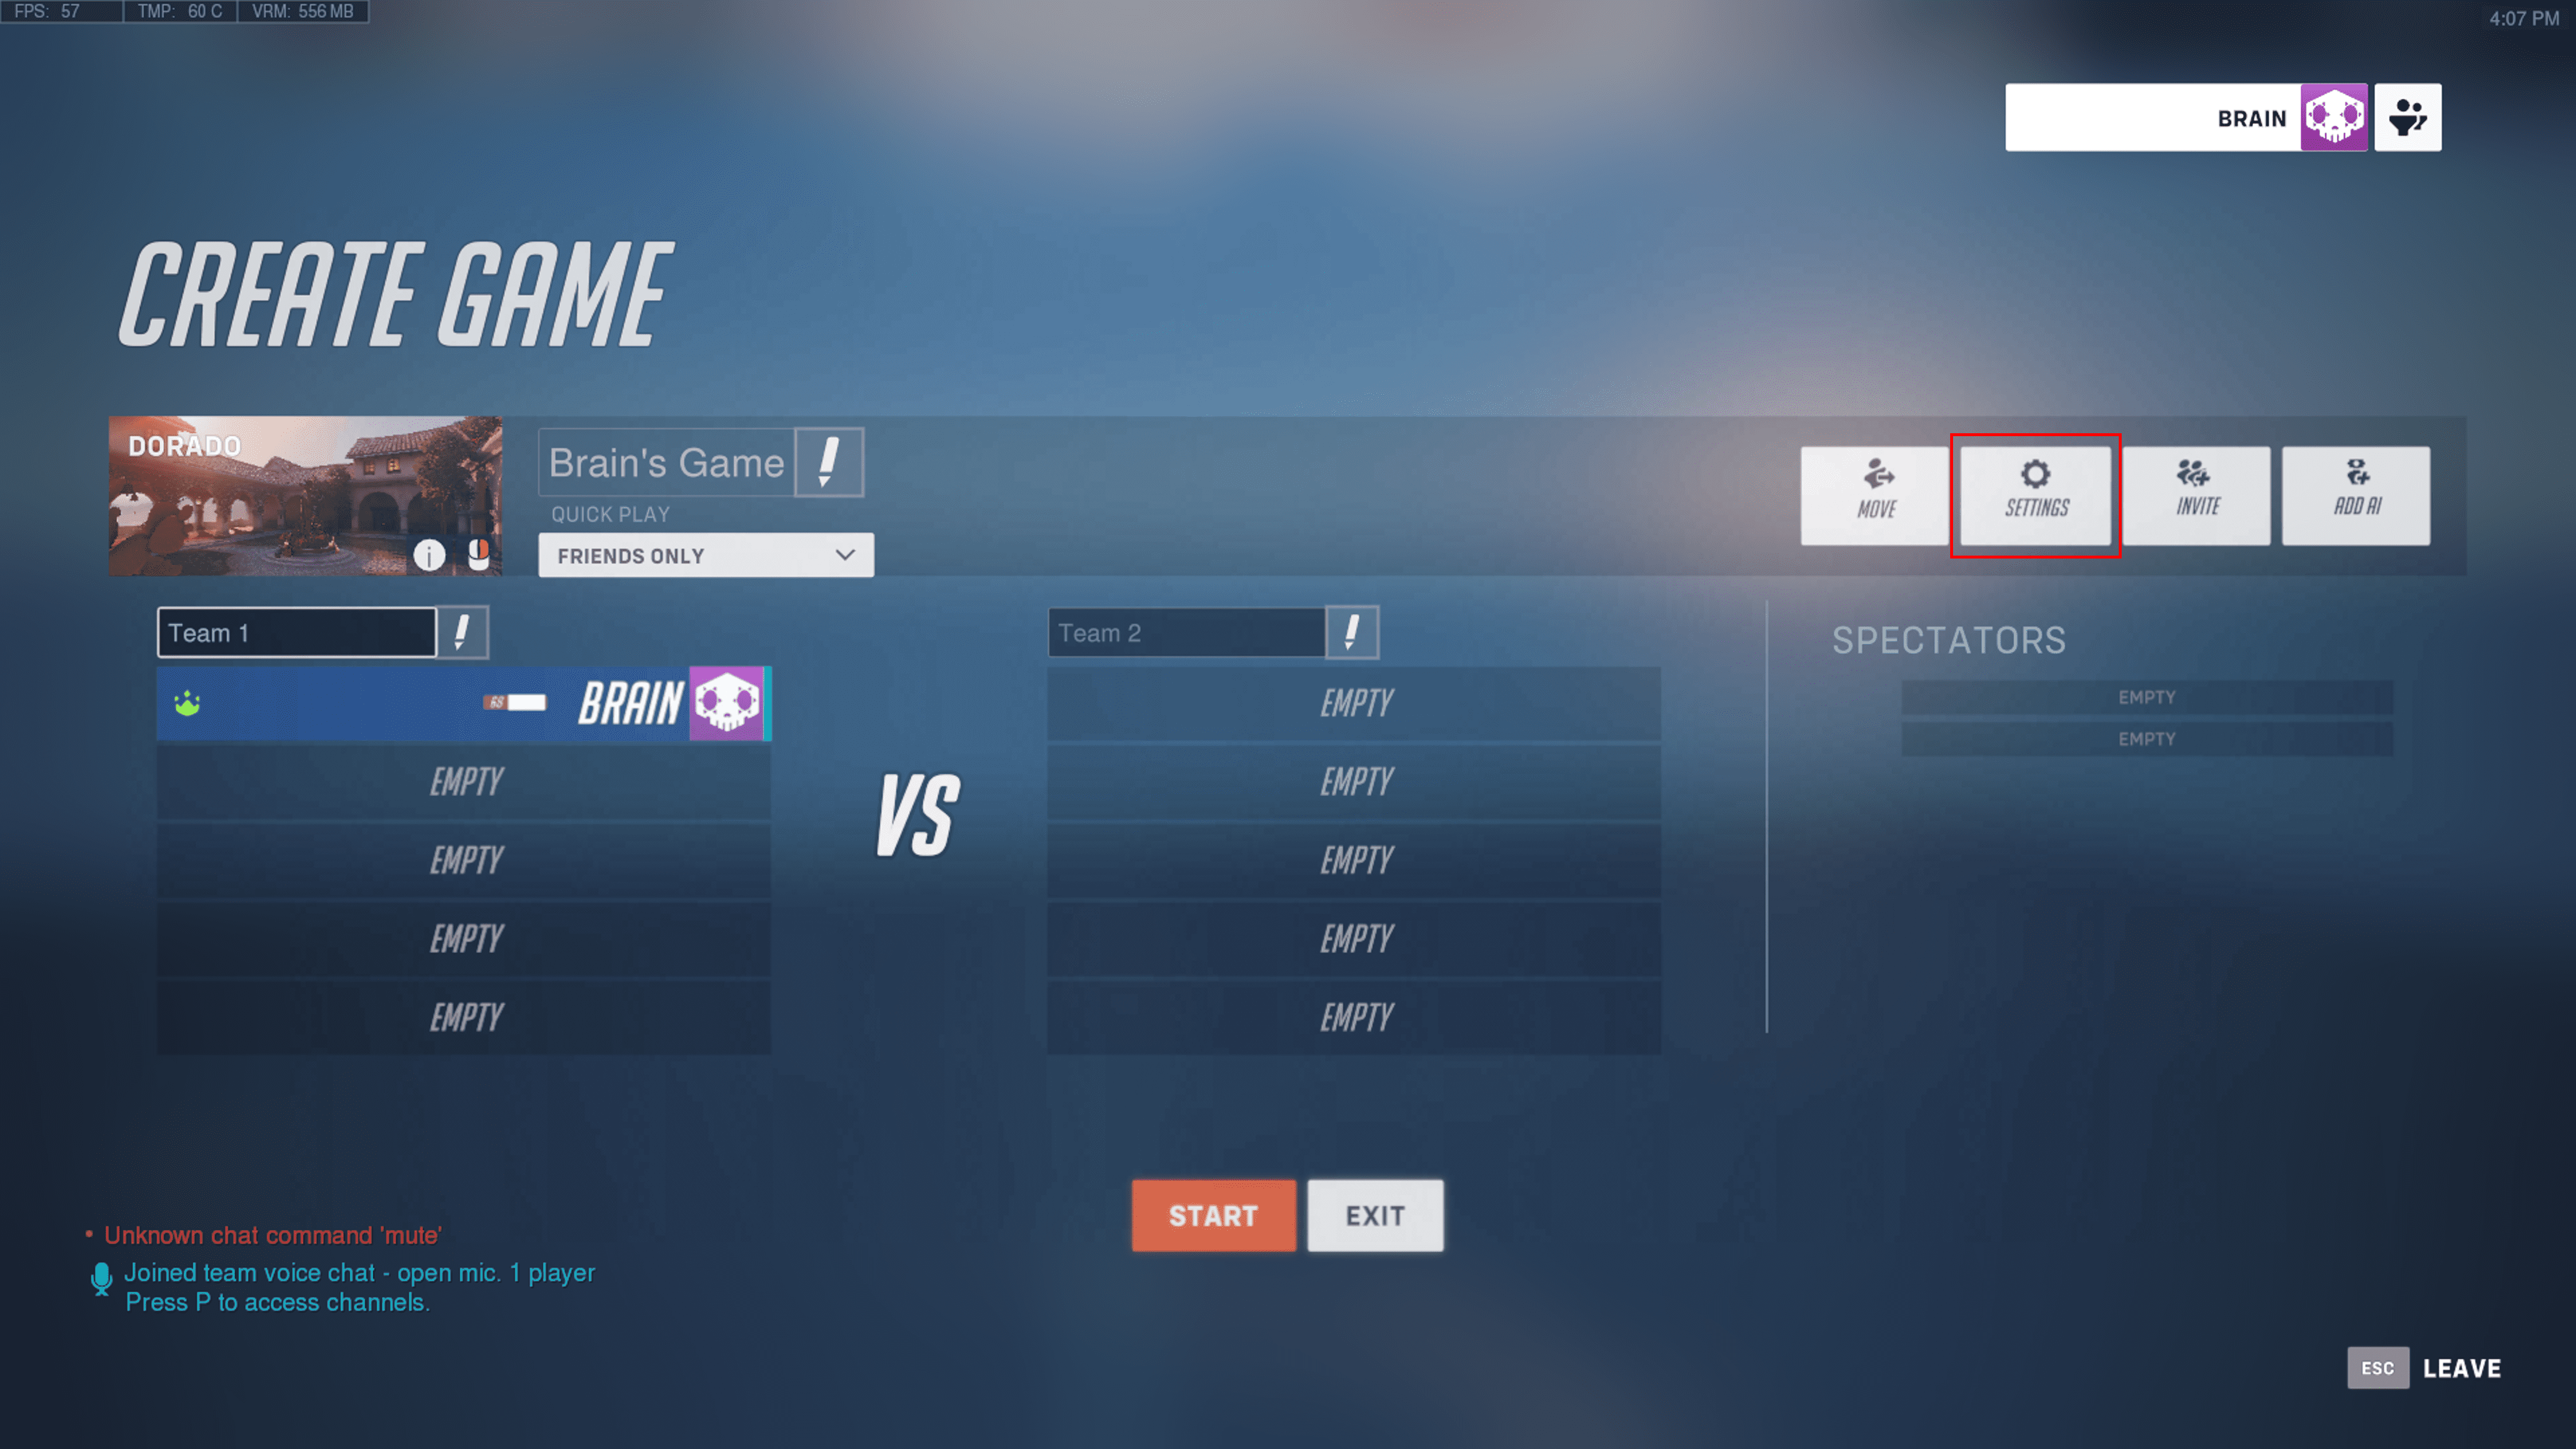 FPS: 57 TMP: 60 C VRM: 556 MB
4:07 PM
BRAIN
CREATE GAME
DORADO
Brain's Game
QUICK PLAY
FRIENDS ONLY
MOVE
SETTINGS
INVITE
ADD AI
Team 1
BRAIN
EMPTY
EMPTY
EMPTY
EMPTY
VS
Team 2
EMPTY
EMPTY
EMPTY
EMPTY
EMPTY
SPECTATORS
EMPTY
EMPTY
START
EXIT
• Unknown chat command 'mute'
Joined team voice chat - open mic. 1 player
Press P to access channels.
ESC LEAVE